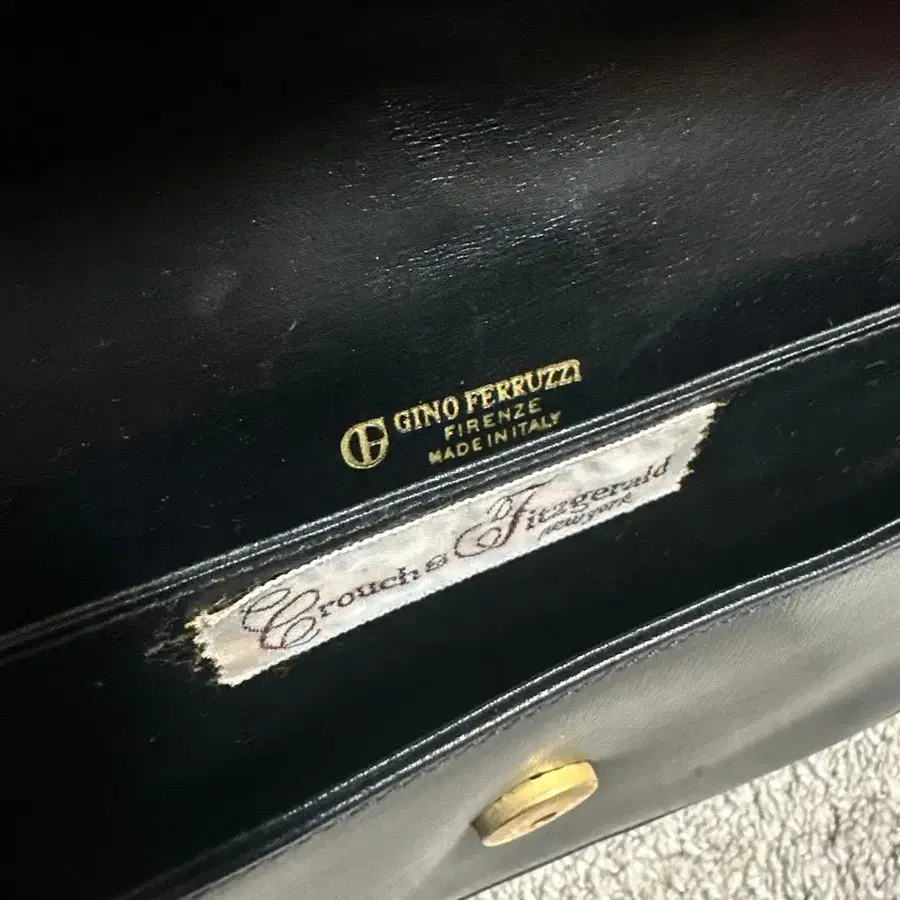 GF GINO FERRUZZI
FIRENZE
MADE IN ITALY
Crouch & Fitzgerald
new york